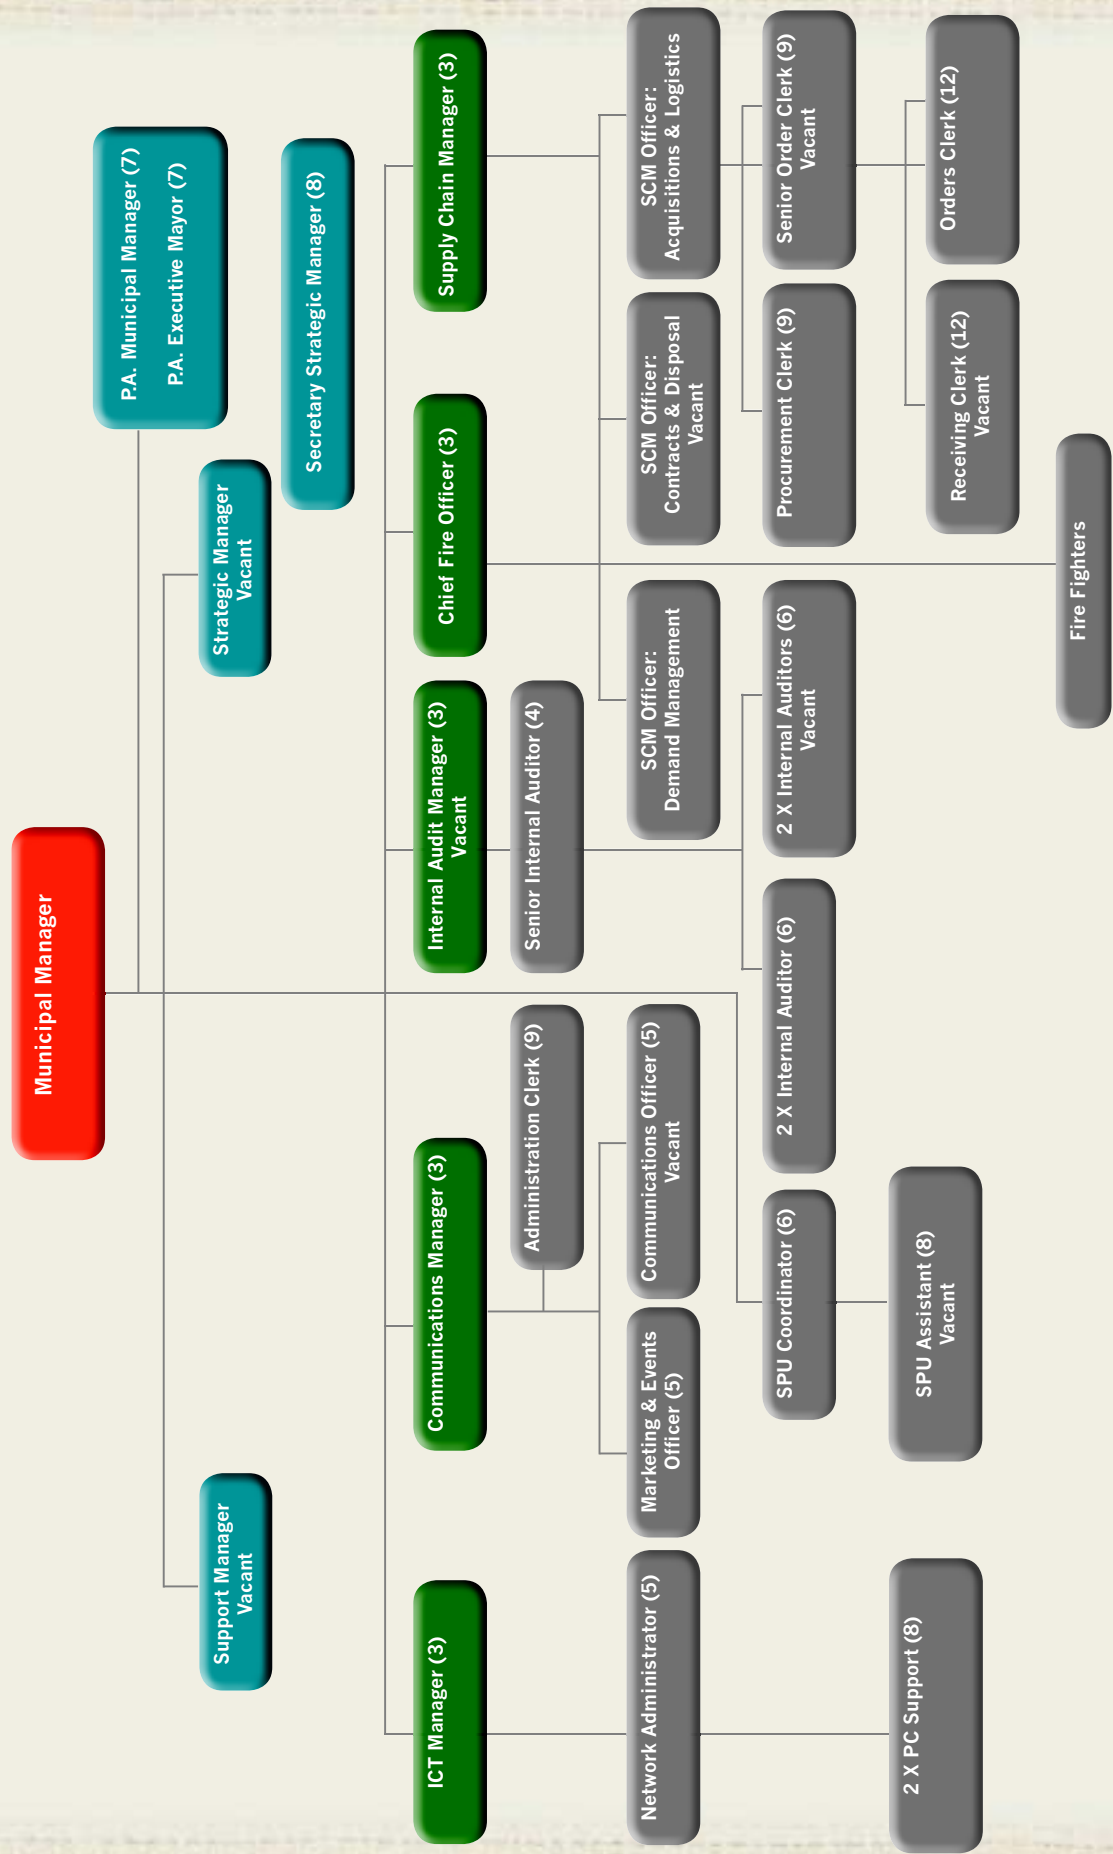 Municipal Manager
P.A. Municipal Manager (7)
P.A. Executive Mayor (7)
Support Manager
Vacant
Strategic Manager
Vacant
Secretary Strategic Manager (8)
ICT Manager (3)
Communications Manager (3)
Internal Audit Manager (3)
Vacant
Chief Fire Officer (3)
Supply Chain Manager (3)
Administration Clerk (9)
Senior Internal Auditor (4)
Network Administrator (5)
Marketing & Events
Officer (5)
Communications Officer (5)
Vacant
SCM Officer:
Demand Management
SCM Officer:
Contracts & Disposal
Vacant
SCM Officer:
Acquisitions & Logistics
SPU Coordinator (6)
2 X Internal Auditor (6)
2 X Internal Auditors (6)
Vacant
Procurement Clerk (9)
Senior Order Clerk (9)
Vacant
2 X PC Support (8)
SPU Assistant (8)
Vacant
Receiving Clerk (12)
Vacant
Orders Clerk (12)
Fire Fighters